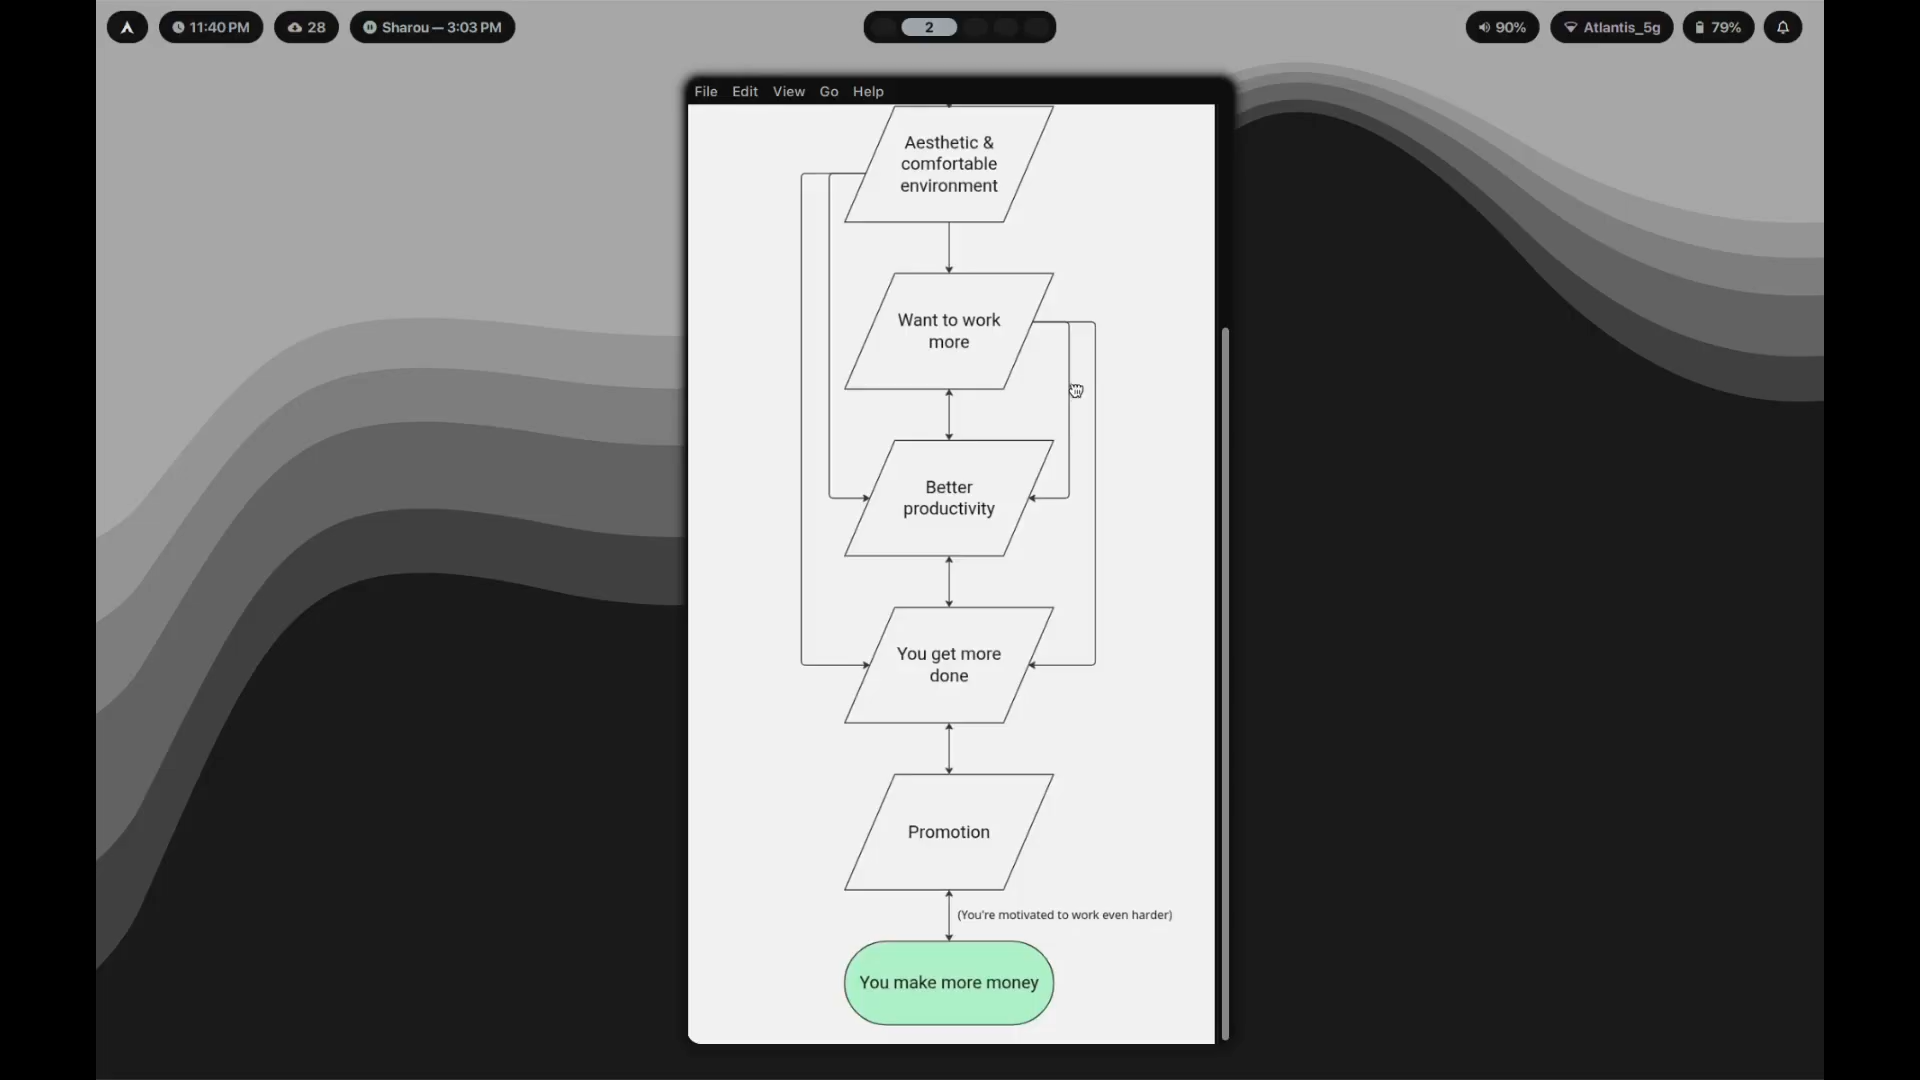 11:40 PM
28
Sharou — 3:03 PM
2
90%
Atlantis_5g
79%
File Edit View Go Help
Aesthetic &
comfortable
environment
Want to work
more
Better
productivity
You get more
done
Promotion
(You're motivated to work even harder)
You make more money